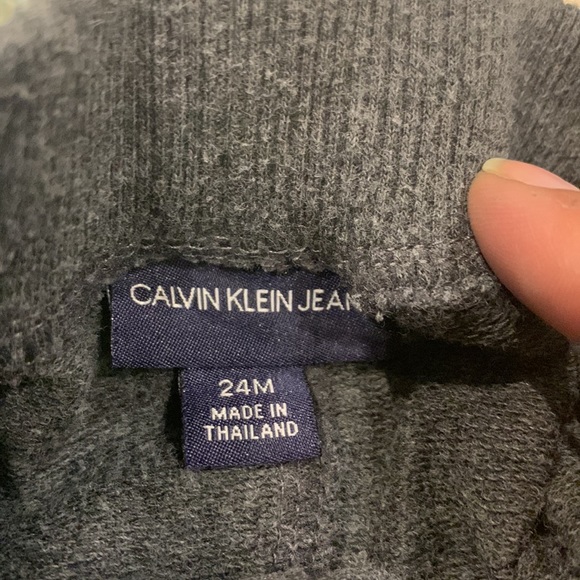 CALVIN KLEIN JEAN
24M
MADE IN
THAILAND